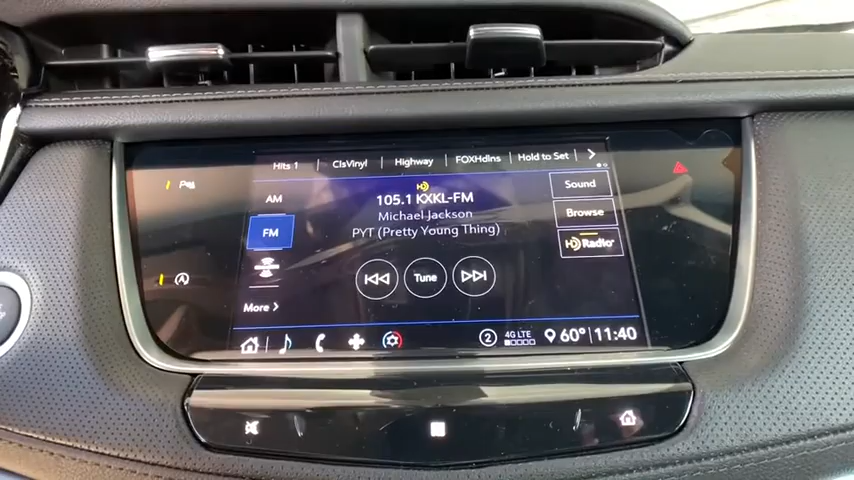 Hits 1 ClsVinyl Highway FOXHdlns Hold to Set
AM
FM
More
105.1 KXKL-FM
Michael Jackson
PYT (Pretty Young Thing)
Tune
Sound
Browse
HD Radio
2 4G LTE 60° 11:40